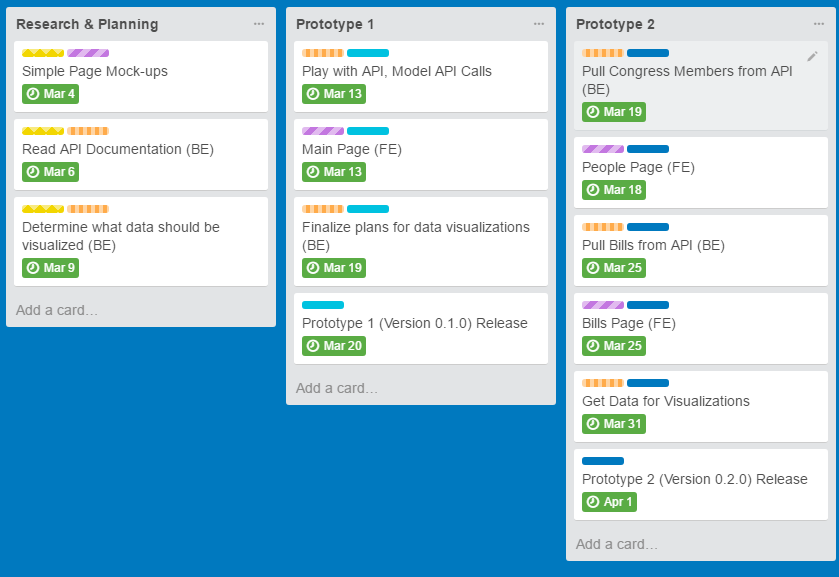 Research & Planning
Simple Page Mock-ups
Mar 4
Read API Documentation (BE)
Mar 6
Determine what data should be
visualized (BE)
Mar 9
Add a card…
Prototype 1
Play with API, Model API Calls
Mar 13
Main Page (FE)
Mar 13
Finalize plans for data visualizations
(BE)
Mar 19
Prototype 1 (Version 0.1.0) Release
Mar 20
Add a card…
Prototype 2
Pull Congress Members from API
(BE)
Mar 19
People Page (FE)
Mar 18
Pull Bills from API (BE)
Mar 25
Bills Page (FE)
Mar 25
Get Data for Visualizations
Mar 31
Prototype 2 (Version 0.2.0) Release
Apr 1
Add a card…